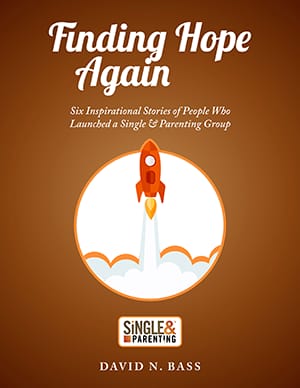 Finding Hope
Again
Six Inspirational Stories of People Who
Launched a Single & Parenting Group
SiNGLE&
PARENTiNG
DAVID N. BASS